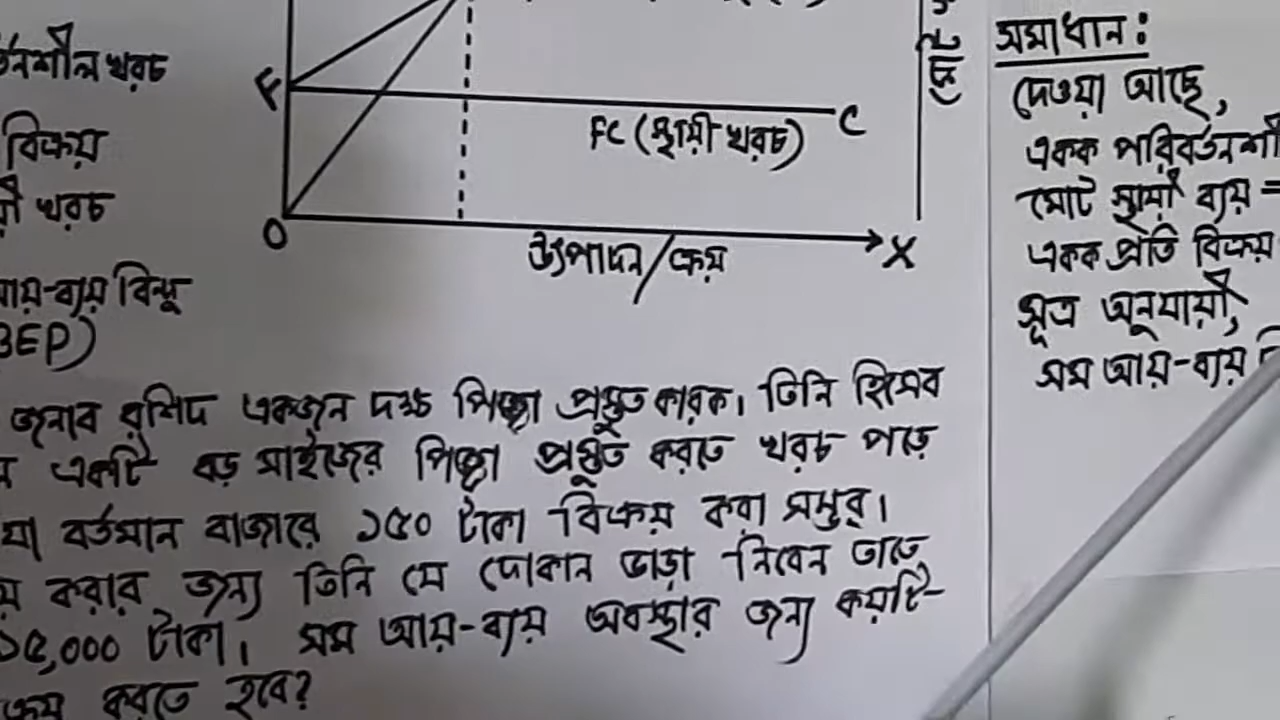 র্তনশীল খরচ
বিক্রয়
য়ী খরচ
আয়-ব্যয় বিন্দু
BEP)
F
C
FC (স্থায়ী খরচ)
O
X
উৎপাদন/ক্রয়
মোট
জনাব রশিদ একজন দক্ষ পিজ্জা প্রস্তুত কারক। তিনি হিসেব
একটি বড় সাইজের পিজ্জা প্রস্তুত করতে খরচ পড়ে
যা বর্তমান বাজারে ১৫০ টাকা বিক্রয় করা সম্ভব।
করার জন্য তিনি যে দোকান ভাড়া নিবেন তাতে
১৫,০০০ টাকা। সম আয়-ব্যয় অবস্থার জন্য কয়টি
ক্রয় করতে হবে?
সমাধান:
দেওয়া আছে,
একক পরিবর্তনশী
মোট স্থায়ী ব্যয় =
একক প্রতি বিক্রয়
সূত্র অনুযায়ী,
সম আয়-ব্যয়